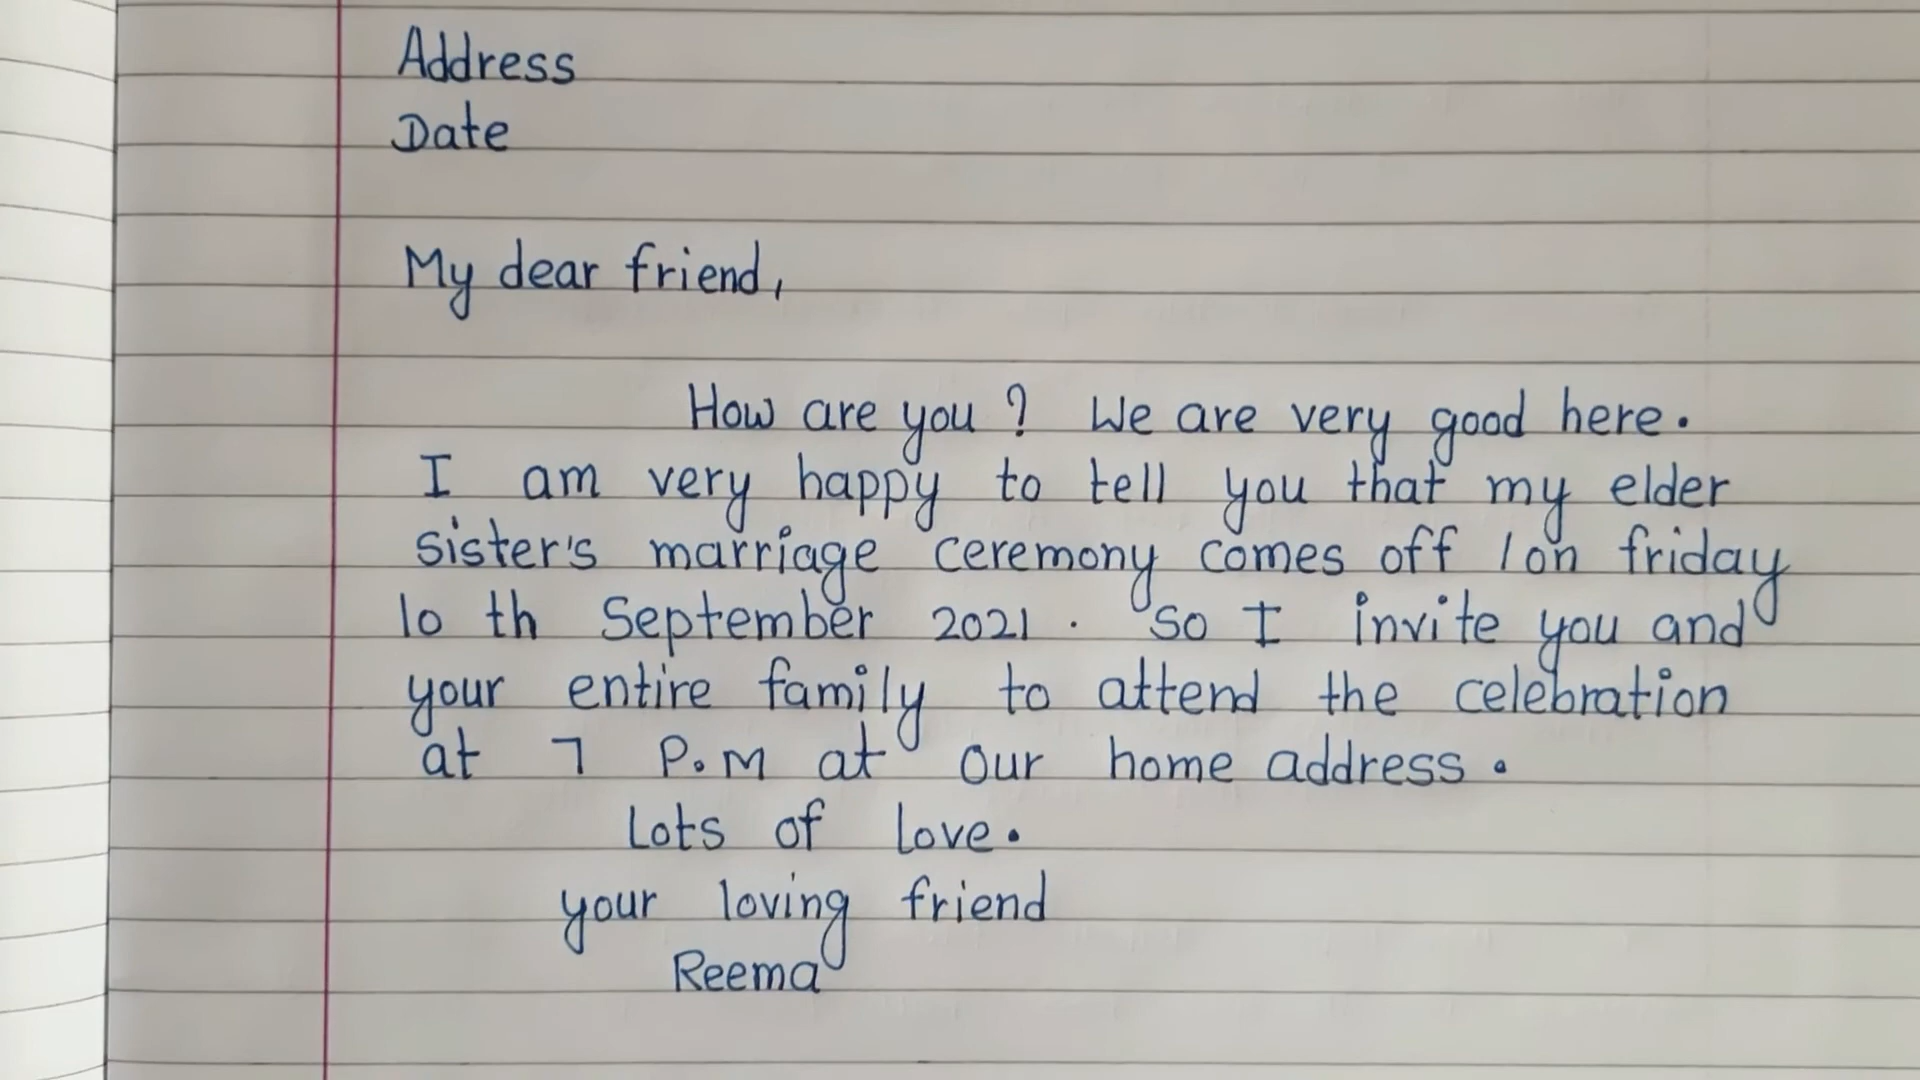 Address
Date
My dear friend,
How are you ? We are very good here.
I am very happy to tell you that my elder
sister's marriage ceremony comes off / on friday
10 th September 2021 . So I invite you and
your entire family to attend the celebration
at 7 P.M at our home address.
Lots of love.
your loving friend
Reema